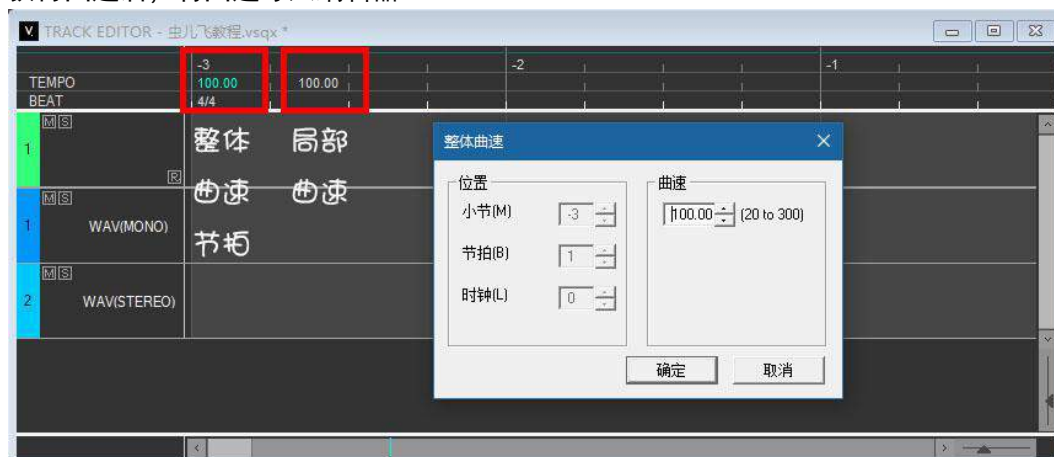 TRACK EDITOR - 虫儿飞教程.vsqx *
-3 -2 -1
TEMPO 100.00 100.00
BEAT 4/4
M S
1
R
整体 局部
曲速 曲速
节拍
M S
1 WAV(MONO)
M S
2 WAV(STEREO)
整体曲速
位置
小节(M) -3
节拍(B) 1
时钟(L) 0
曲速
100.00 (20 to 300)
确定 取消